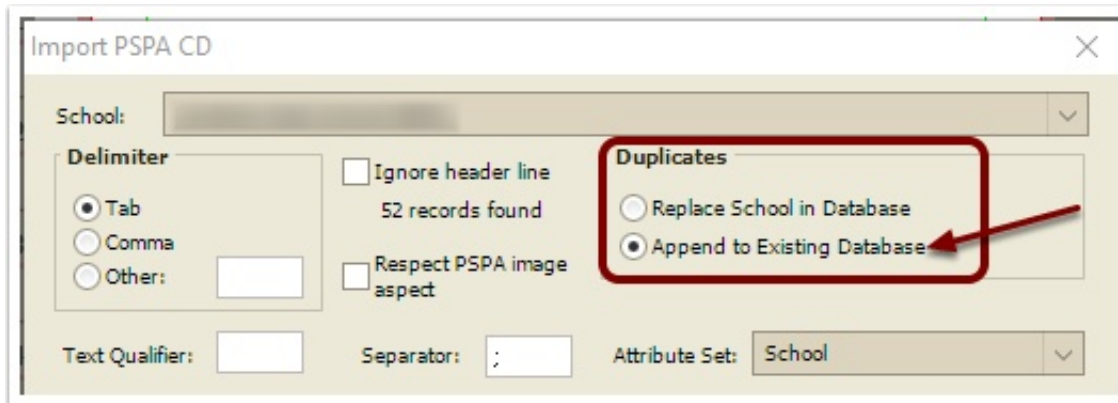 Import PSPA CD
School:
Delimiter
Tab
Comma
Other:
Ignore header line
52 records found
Respect PSPA image
aspect
Duplicates
Replace School in Database
Append to Existing Database
Text Qualifier:
Separator: ;
Attribute Set: School